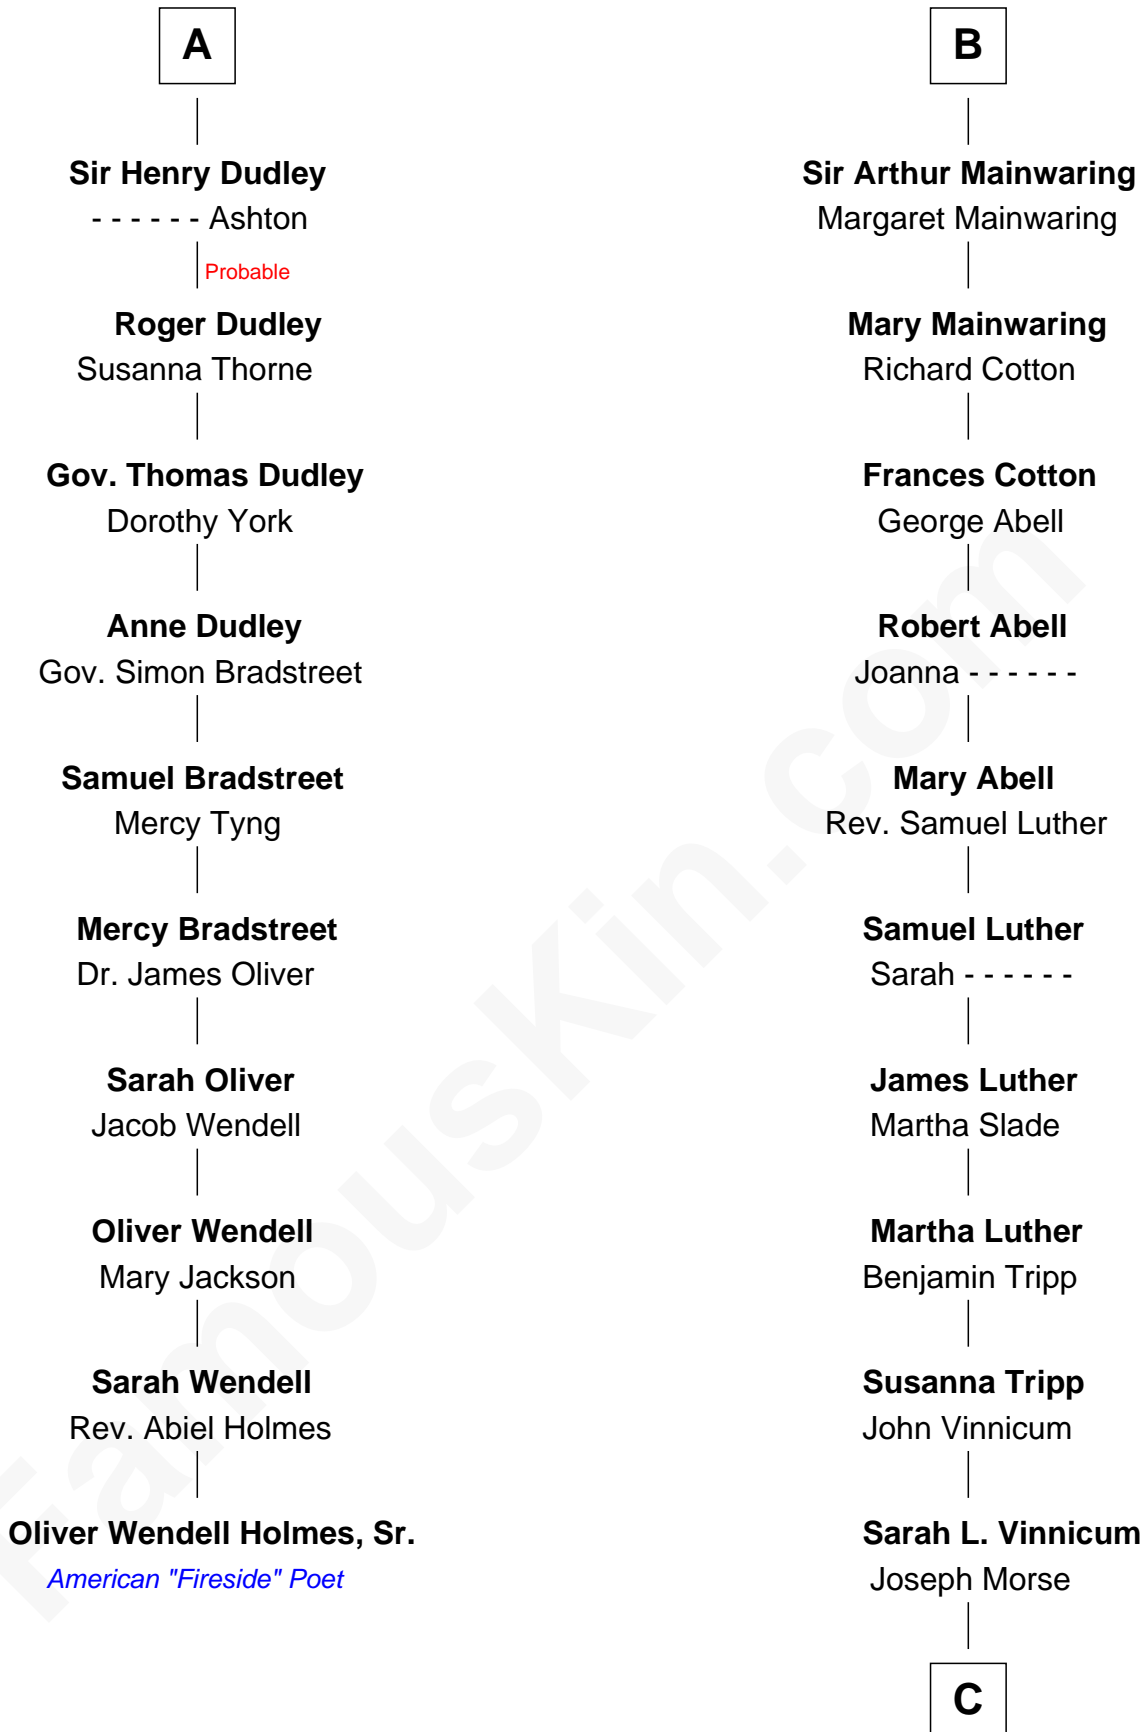 A
Sir Henry Dudley
- - - - - - Ashton
Probable
Roger Dudley
Susanna Thorne
Gov. Thomas Dudley
Dorothy York
Anne Dudley
Gov. Simon Bradstreet
Samuel Bradstreet
Mercy Tyng
Mercy Bradstreet
Dr. James Oliver
Sarah Oliver
Jacob Wendell
Oliver Wendell
Mary Jackson
Sarah Wendell
Rev. Abiel Holmes
Oliver Wendell Holmes, Sr.
American "Fireside" Poet
B
Sir Arthur Mainwaring
Margaret Mainwaring
Mary Mainwaring
Richard Cotton
Frances Cotton
George Abell
Robert Abell
Joanna - - - - - -
Mary Abell
Rev. Samuel Luther
Samuel Luther
Sarah - - - - - -
James Luther
Martha Slade
Martha Luther
Benjamin Tripp
Susanna Tripp
John Vinnicum
Sarah L. Vinnicum
Joseph Morse
C
FamousKin.com